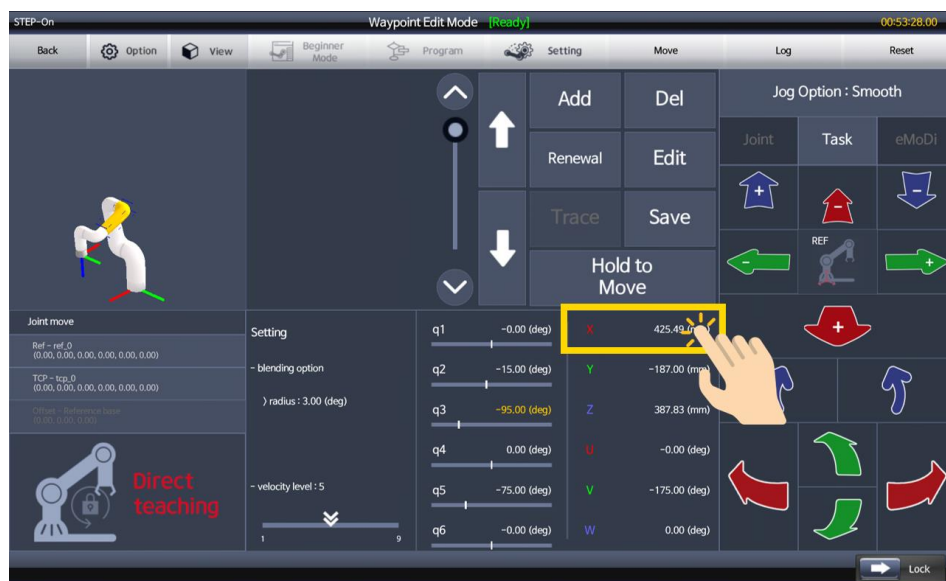 STEP-On
Waypoint Edit Mode [Ready]
00:53:28.00
Back
Option
View
Beginner
Mode
Program
Setting
Move
Log
Reset
Add
Del
Renewal
Edit
Trace
Save
Hold to
Move
Jog Option : Smooth
Joint
Task
eMoDi
+
-
-
-
REF
+
+
Joint move
Ref - ref_0
(0.00, 0.00, 0.00, 0.00, 0.00, 0.00)
TCP - tcp_0
(0.00, 0.00, 0.00, 0.00, 0.00, 0.00)
Offset - Reference base
(0.00, 0.00, 0.00)
Direct
teaching
Setting
- blending option
⟩ radius : 3.00 (deg)
- velocity level : 5
1 9
q1 -0.00 (deg) X 425.49
q2 -15.00 (deg) Y -187.00 (mm)
q3 -95.00 (deg) Z 387.83 (mm)
q4 0.00 (deg) U -0.00 (deg)
q5 -75.00 (deg) V -175.00 (deg)
q6 -0.00 (deg) W 0.00 (deg)
Lock